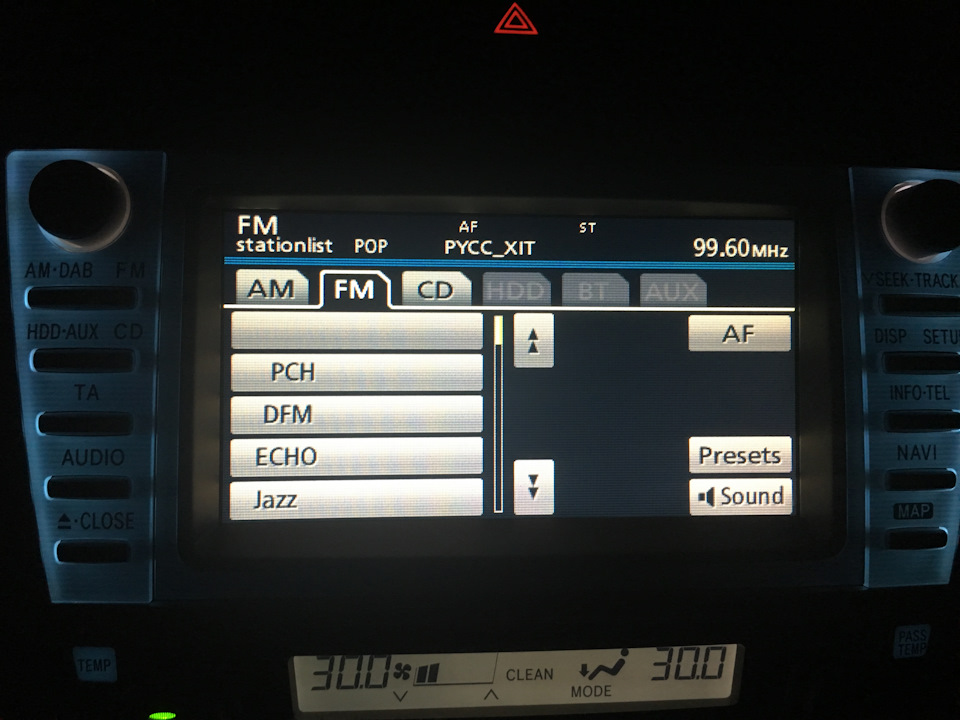 FM AF ST
stationlist POP PYCC_XIT 99.60MHz
AM FM CD HDD BT AUX
AF
PCH
DFM
ECHO
Jazz
Presets
Sound
AM·DAB FM
HDD·AUX CD
TA
AUDIO
·CLOSE
TEMP
SEEK·TRACK
DISP SETU
INFO·TEL
NAVI
MAP
PASS
TEMP
30.0 CLEAN MODE 30.0